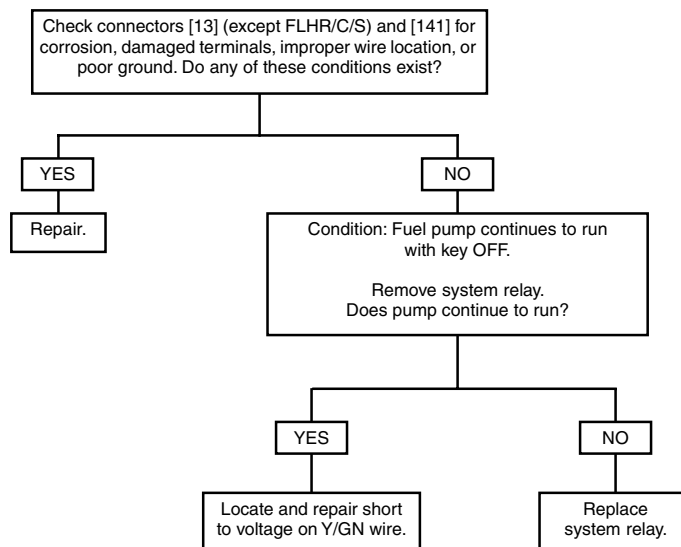 Check connectors [13] (except FLHR/C/S) and [141] for
corrosion, damaged terminals, improper wire location, or
poor ground. Do any of these conditions exist?
YES
NO
Repair.
Condition: Fuel pump continues to run
with key OFF.
Remove system relay.
Does pump continue to run?
YES
NO
Locate and repair short
to voltage on Y/GN wire.
Replace
system relay.